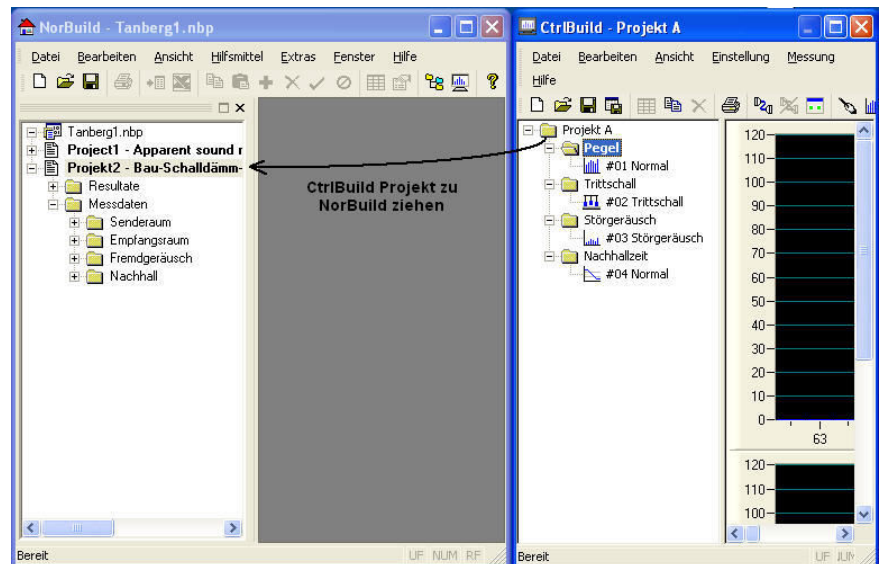 NorBuild - Tanberg1.nbp
Datei Bearbeiten Ansicht Hilfsmittel Extras Fenster Hilfe
Tanberg1.nbp
Project1 - Apparent sound r
Projekt2 - Bau-Schalldämm-
Resultate
Messdaten
Senderaum
Empfangsraum
Fremdgeräusch
Nachhall
CtrlBuild Projekt zu
NorBuild ziehen
Bereit
UF NUM RF
CtrlBuild - Projekt A
Datei Bearbeiten Ansicht Einstellung Messung
Hilfe
Projekt A
Pegel
#01 Normal
Trittschall
#02 Trittschall
Störgeräusch
#03 Störgeräusch
Nachhallzeit
#04 Normal
120
110
100
90
80
70
60
50
40
30
20
10
0
63
120
110
100
Bereit
UF